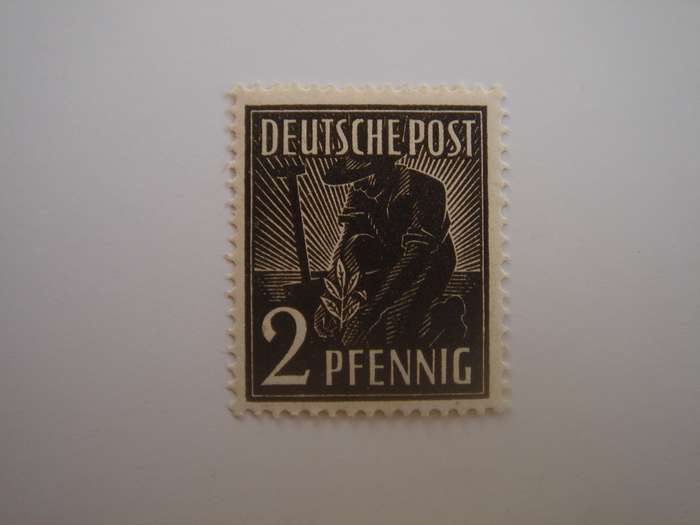 DEUTSCHE POST
2 PFENNIG